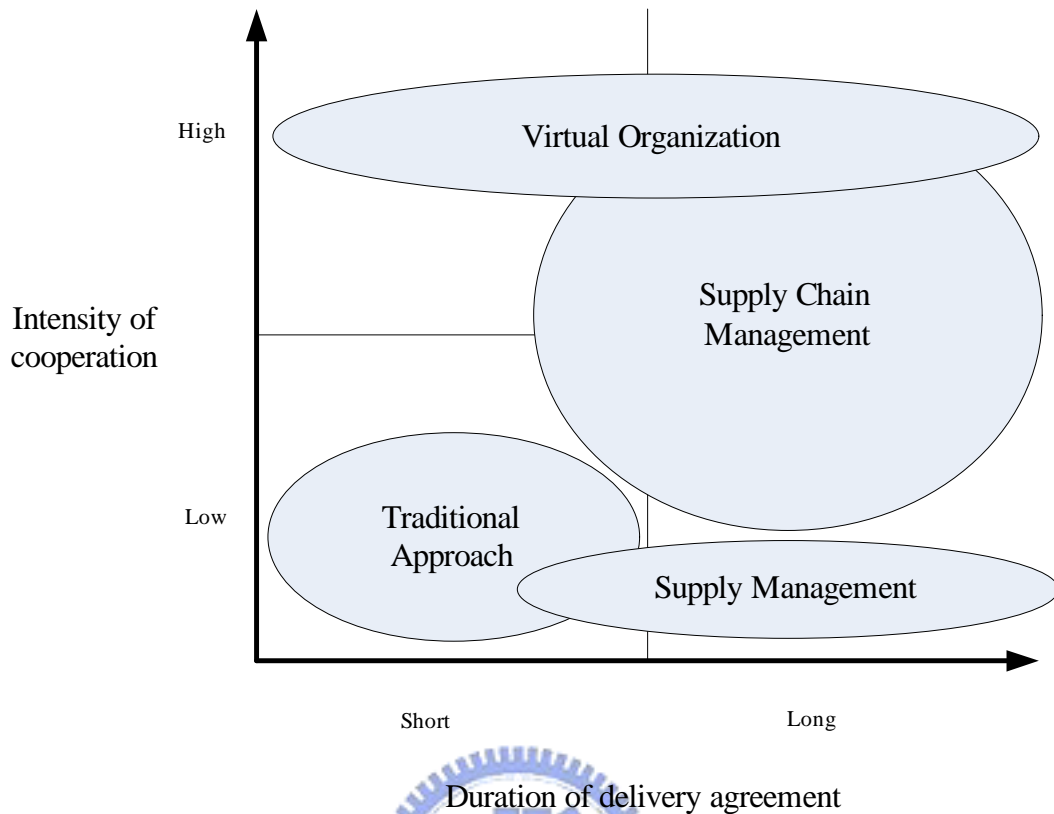 High
Virtual Organization
Supply Chain
Management
Intensity of
cooperation
Low
Traditional
Approach
Supply Management
Short
Long
Duration of delivery agreement